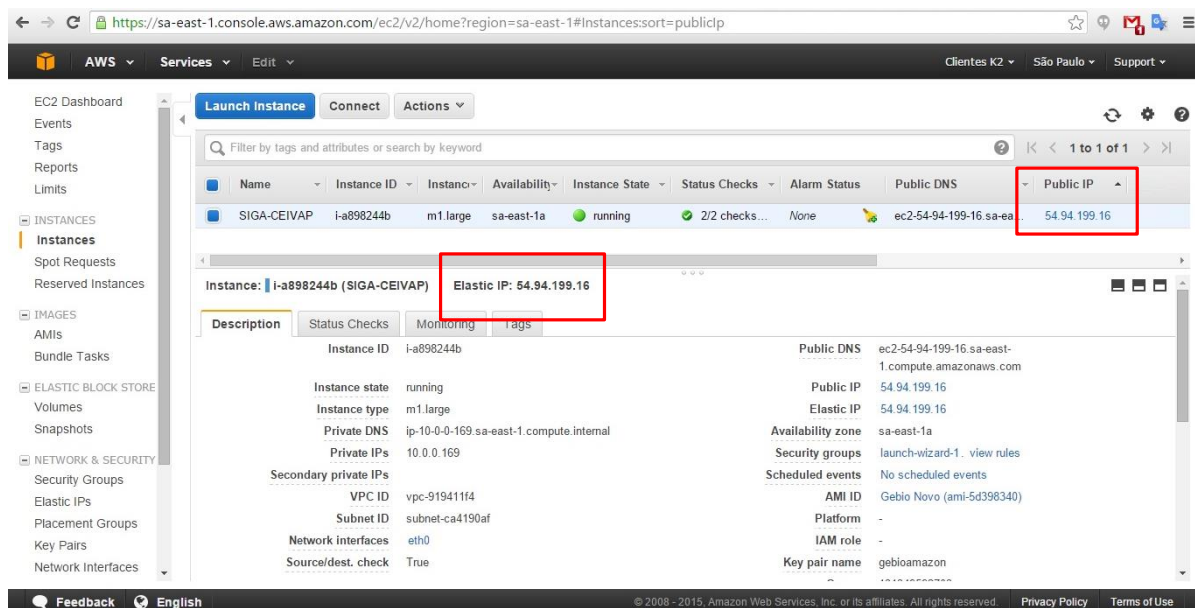 https://sa-east-1.console.aws.amazon.com/ec2/v2/home?region=sa-east-1#Instances:sort=publicIp
AWS Services Edit Clientes K2 São Paulo Support
EC2 Dashboard
Events
Tags
Reports
Limits
INSTANCES
Instances
Spot Requests
Reserved Instances
IMAGES
AMIs
Bundle Tasks
ELASTIC BLOCK STORE
Volumes
Snapshots
NETWORK & SECURITY
Security Groups
Elastic IPs
Placement Groups
Key Pairs
Network Interfaces
Launch Instance Connect Actions
Filter by tags and attributes or search by keyword 1 to 1 of 1
Name Instance ID Instanc Availability Instance State Status Checks Alarm Status Public DNS Public IP
SIGA-CEIVAP i-a898244b m1.large sa-east-1a running 2/2 checks... None ec2-54-94-199-16.sa-ea... 54.94.199.16
Instance: i-a898244b (SIGA-CEIVAP) Elastic IP: 54.94.199.16
Description Status Checks Monitoring Tags
Instance ID i-a898244b
Instance state running
Instance type m1.large
Private DNS ip-10-0-0-169.sa-east-1.compute.internal
Private IPs 10.0.0.169
Secondary private IPs
VPC ID vpc-919411f4
Subnet ID subnet-ca4190af
Network interfaces eth0
Source/dest. check True
Public DNS ec2-54-94-199-16.sa-east-
1.compute.amazonaws.com
Public IP 54.94.199.16
Elastic IP 54.94.199.16
Availability zone sa-east-1a
Security groups launch-wizard-1. view rules
Scheduled events No scheduled events
AMI ID Gebio Novo (ami-5d398340)
Platform -
IAM role -
Key pair name gebioamazon
Feedback English © 2008 - 2015, Amazon Web Services, Inc. or its affiliates. All rights reserved. Privacy Policy Terms of Use